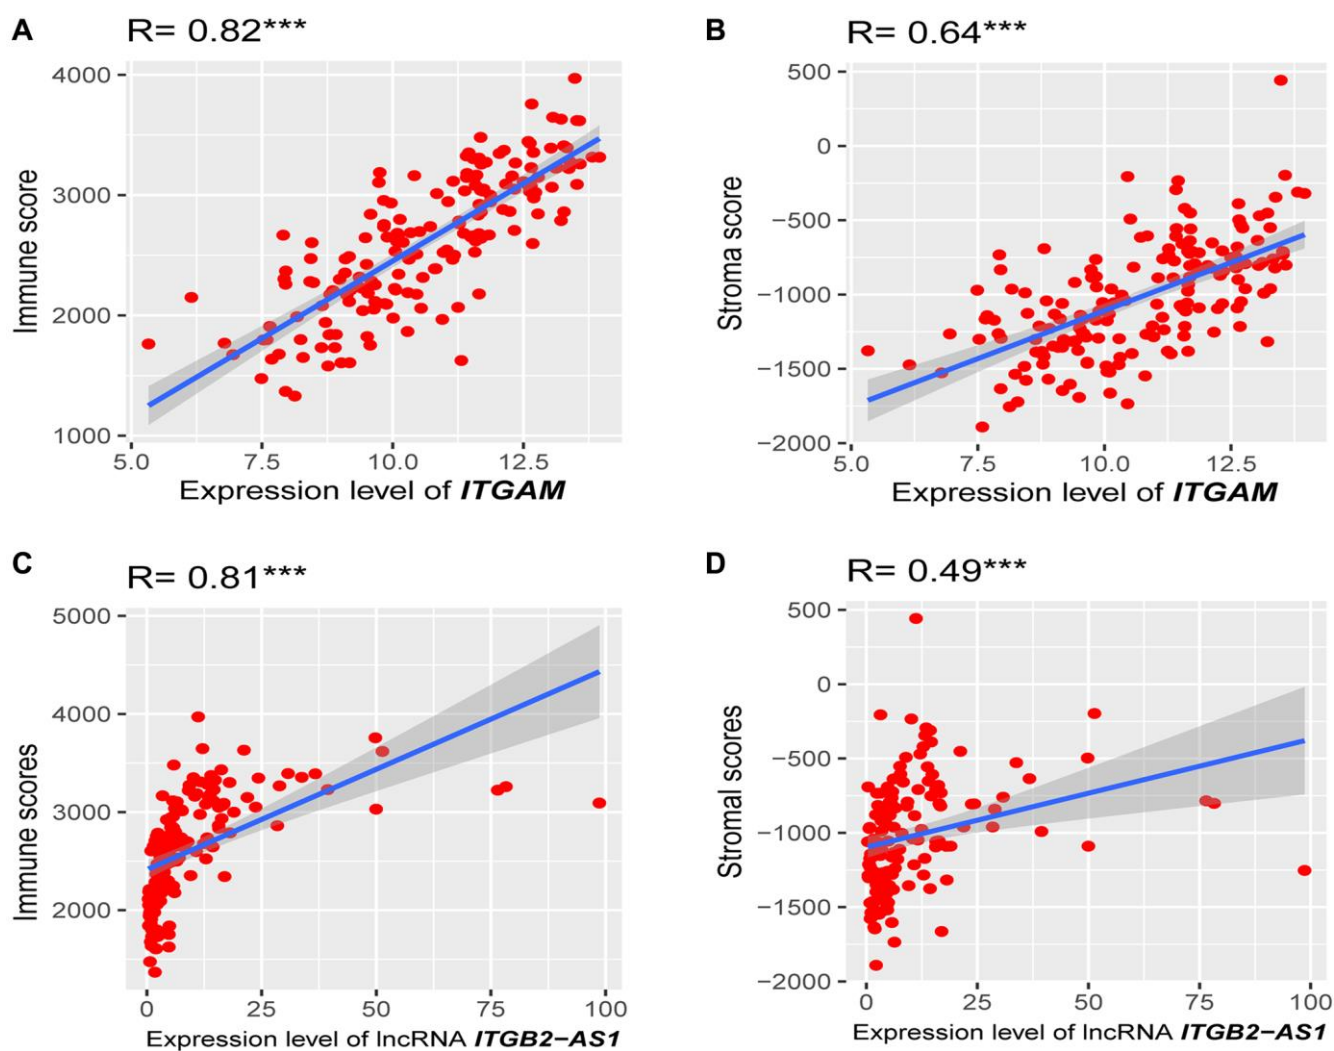 A
R= 0.82***
Immune score
4000
3000
2000
1000
5.0 7.5 10.0 12.5
Expression level of ITGAM
B
R= 0.64***
Stroma score
500
0
−500
−1000
−1500
−2000
5.0 7.5 10.0 12.5
Expression level of ITGAM
C
R= 0.81***
Immune scores
5000
4000
3000
2000
0 25 50 75 100
Expression level of lncRNA ITGB2−AS1
D
R= 0.49***
Stromal scores
500
0
−500
−1000
−1500
−2000
0 25 50 75 100
Expression level of lncRNA ITGB2−AS1